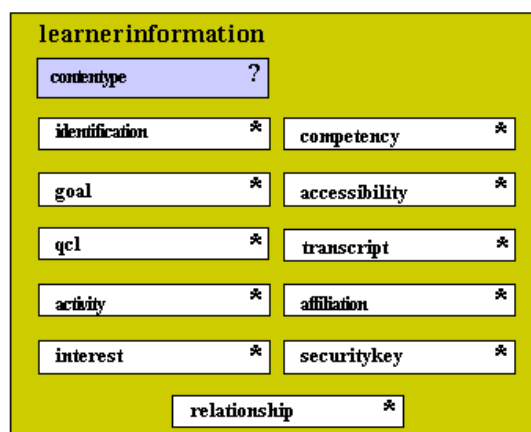 learnerinformation
contentype ?
identification * competency *
goal * accessibility *
qcl * transcript *
activity * affiliation *
interest * securitykey *
relationship *